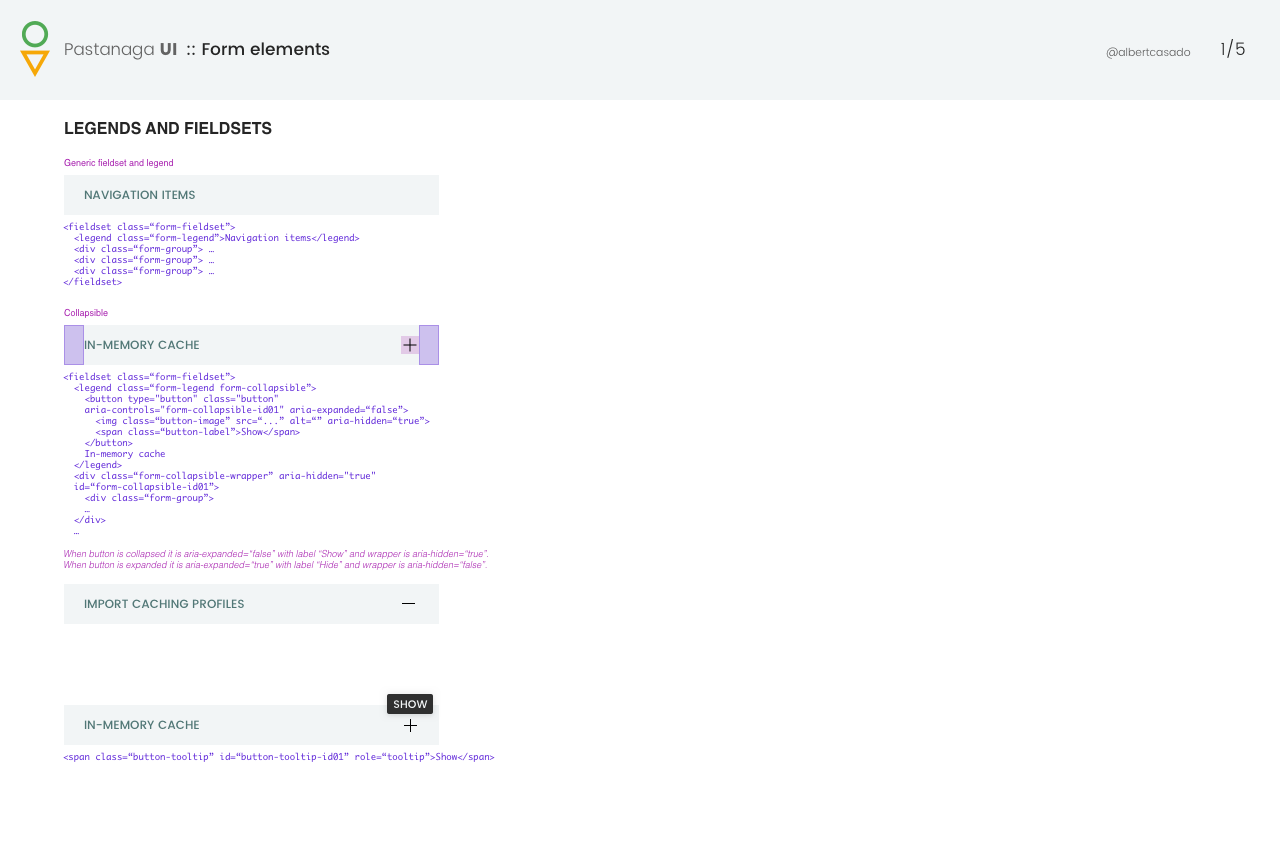 Pastanaga UI :: Form elements
@albertcasado
1/5
LEGENDS AND FIELDSETS
Generic fieldset and legend
NAVIGATION ITEMS
<fieldset class=“form-fieldset”>
<legend class=“form-legend”>Navigation items</legend>
<div class=“form-group”> …
<div class=“form-group”> …
<div class=“form-group”> …
</fieldset>
Collapsible
IN-MEMORY CACHE
<fieldset class=“form-fieldset”>
<legend class=“form-legend form-collapsible”>
<button type="button" class="button"
aria-controls="form-collapsible-id01" aria-expanded=“false”>
<img class=“button-image” src=“...” alt=“” aria-hidden=“true”>
<span class=“button-label”>Show</span>
</button>
In-memory cache
</legend>
<div class=“form-collapsible-wrapper” aria-hidden="true"
id=“form-collapsible-id01”>
<div class=“form-group”>
…
</div>
…
When button is collapsed it is aria-expanded=“false” with label “Show” and wrapper is aria-hidden=“true”.
When button is expanded it is aria-expanded=“true” with label “Hide” and wrapper is aria-hidden=“false”.
IMPORT CACHING PROFILES
SHOW
IN-MEMORY CACHE
<span class=“button-tooltip” id=“button-tooltip-id01” role=“tooltip”>Show</span>